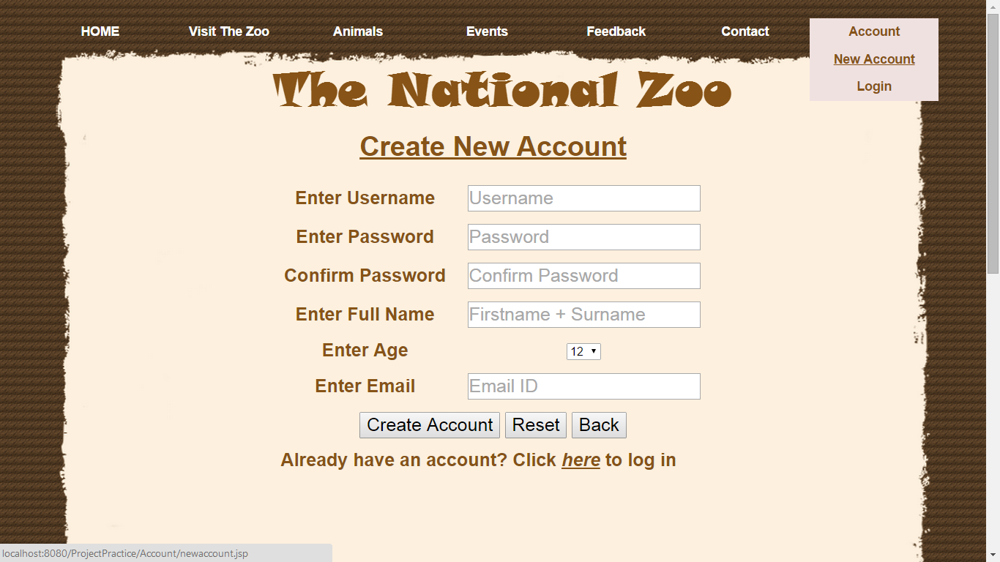 HOME Visit The Zoo Animals Events Feedback Contact Account
New Account
Login
The National Zoo
Create New Account
Enter Username Username
Enter Password Password
Confirm Password Confirm Password
Enter Full Name Firstname + Surname
Enter Age 12
Enter Email Email ID
Create Account Reset Back
Already have an account? Click here to log in
localhost:8080/ProjectPractice/Account/newaccount.jsp